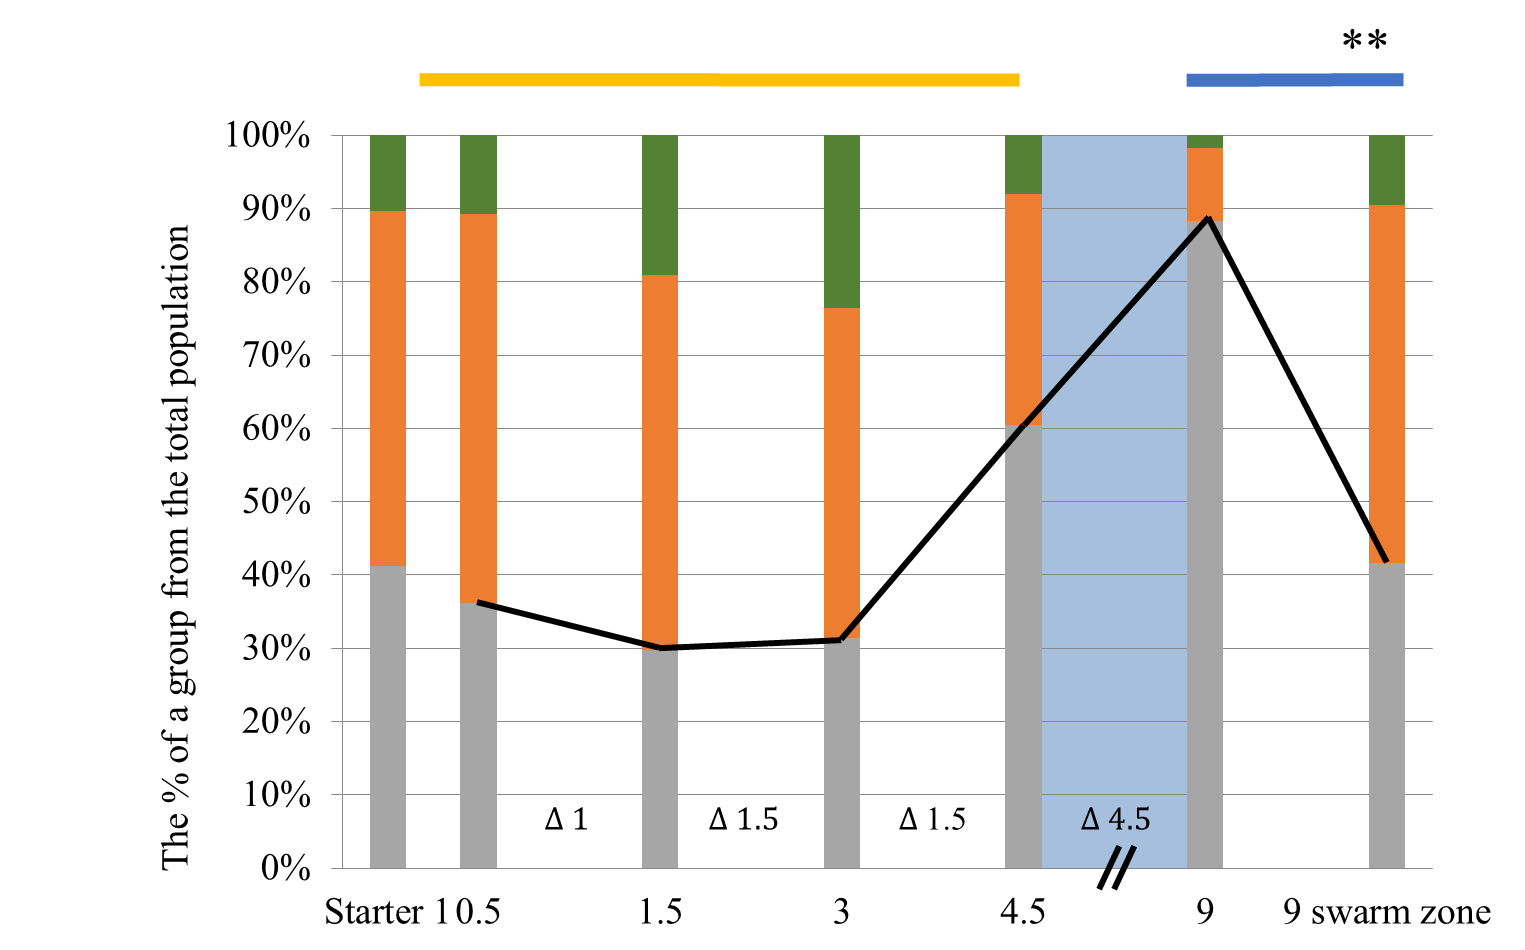 **
The % of a group from the total population
100%
90%
80%
70%
60%
50%
40%
30%
20%
10%
0%
Δ 1
Δ 1.5
Δ 1.5
Δ 4.5
//
Starter 1 0.5 1.5 3 4.5 9 9 swarm zone